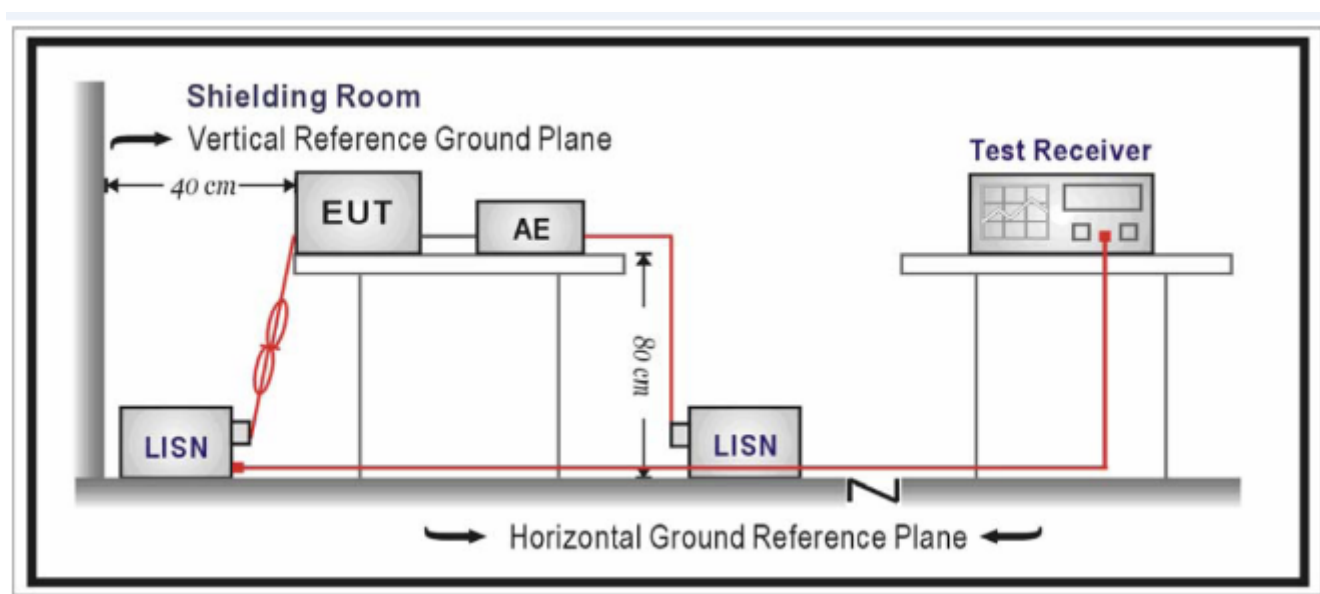 Shielding Room
Vertical Reference Ground Plane
Test Receiver
40 cm
EUT
AE
80 cm
LISN
LISN
Horizontal Ground Reference Plane